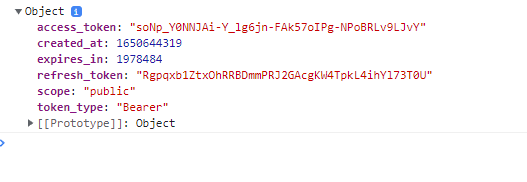 ▼ Object i
access_token: "soNp_Y0NNJAi-Y_lg6jn-FAk57oIPg-NPoBRLv9LJvY"
created_at: 1650644319
expires_in: 1978484
refresh_token: "Rgpqxb1ZtxOhRRBDmmPRJ2GAcgKW4TpkL4ihYl73T0U"
scope: "public"
token_type: "Bearer"
▶ [[Prototype]]: Object